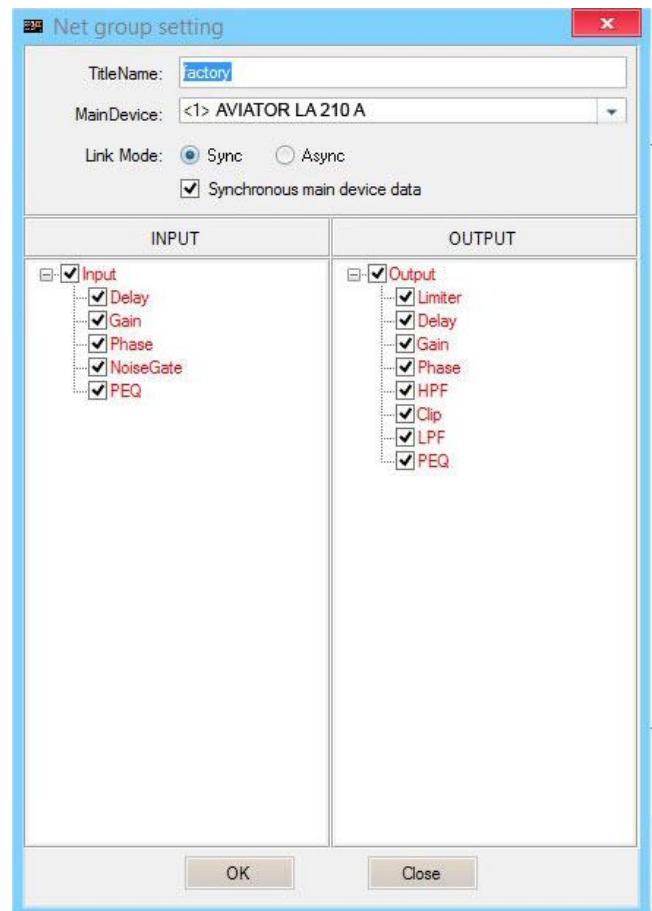 Net group setting
TitleName: factory
MainDevice: <1> AVIATOR LA 210 A
Link Mode: Sync Async
Synchronous main device data
INPUT OUTPUT
Input
Delay
Gain
Phase
NoiseGate
PEQ
Output
Limiter
Delay
Gain
Phase
HPF
Clip
LPF
PEQ
OK Close